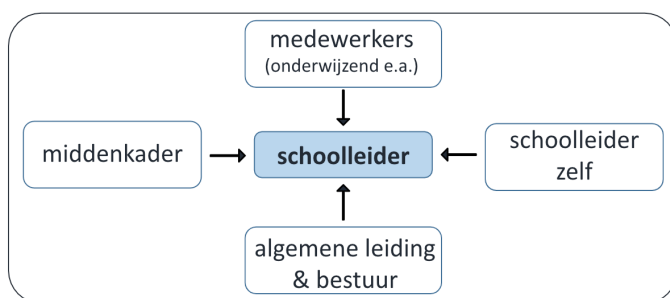 medewerkers
(onderwijzend e.a.)
middenkader
schoolleider
schoolleider
zelf
algemene leiding
& bestuur